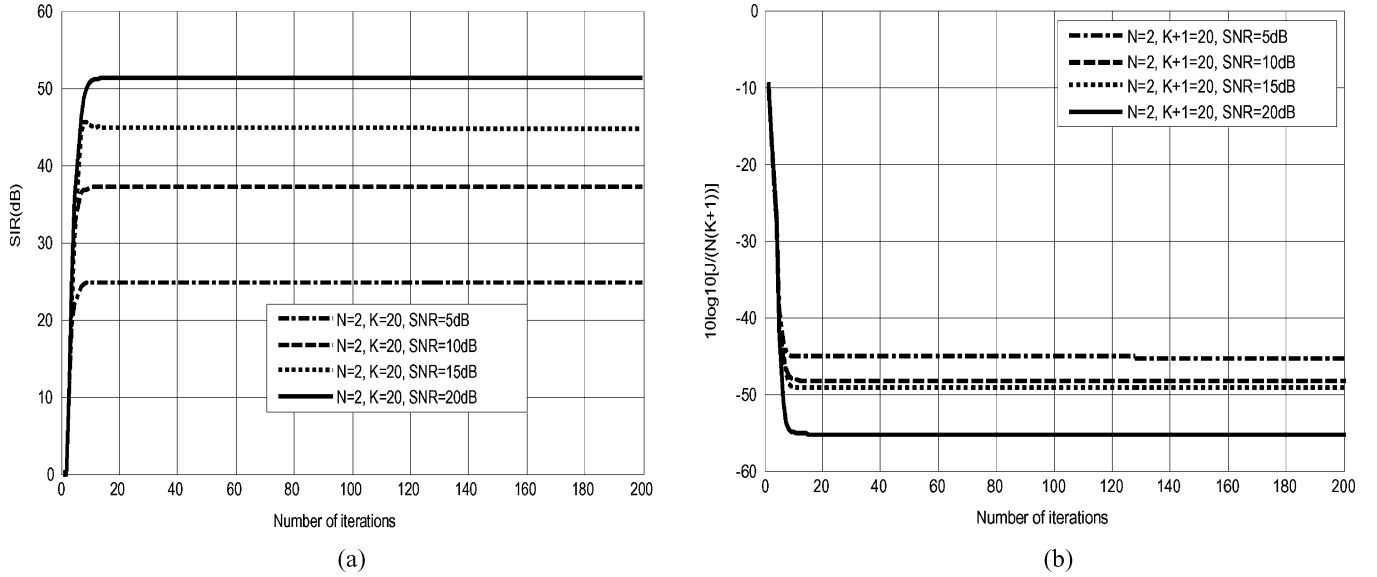 60
50
40
30
20
10
0
SIR(dB)
N=2, K=20, SNR=5dB
N=2, K=20, SNR=10dB
N=2, K=20, SNR=15dB
N=2, K=20, SNR=20dB
0 20 40 60 80 100 120 140 160 180 200
Number of iterations
(a)
0
-10
-20
-30
-40
-50
-60
10log10[J/(N(K+1))]
N=2, K+1=20, SNR=5dB
N=2, K+1=20, SNR=10dB
N=2, K+1=20, SNR=15dB
N=2, K+1=20, SNR=20dB
0 20 40 60 80 100 120 140 160 180 200
Number of iterations
(b)